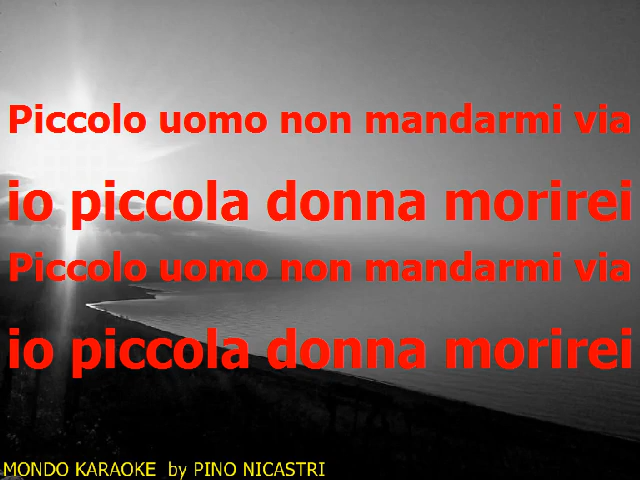 Piccolo uomo non mandarmi via
io piccola donna morirei
Piccolo uomo non mandarmi via
io piccola donna morirei
MONDO KARAOKE by PINO NICASTRI